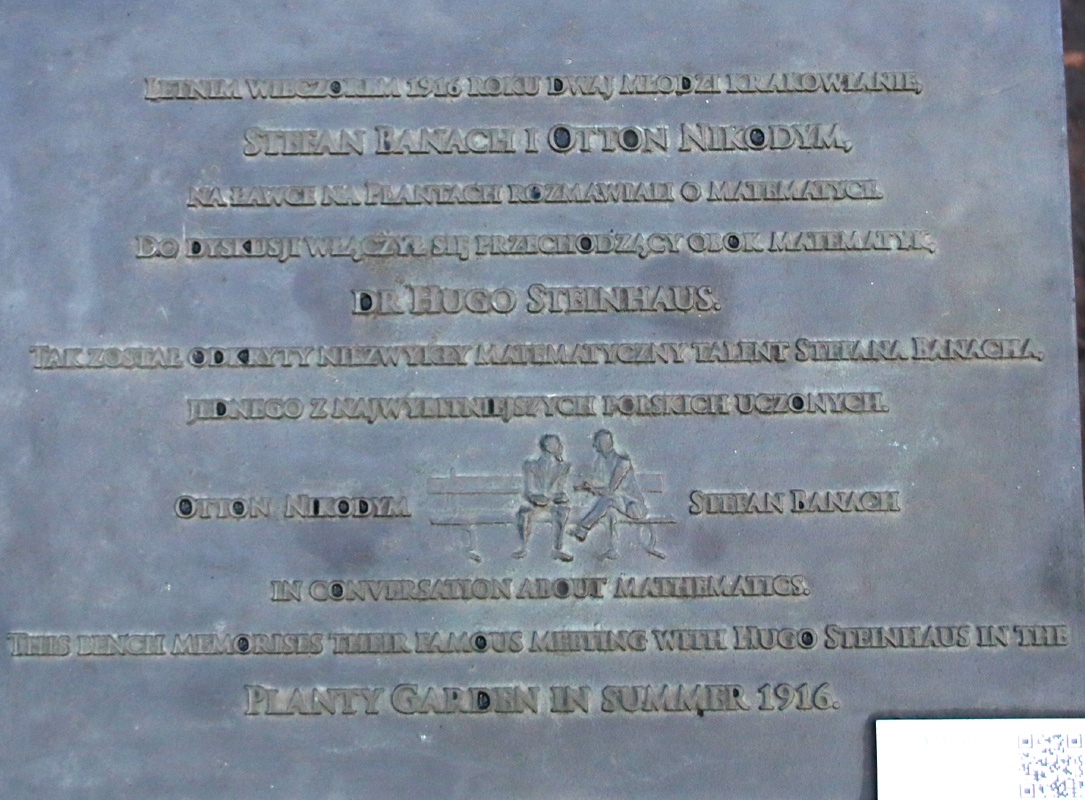 LETNIM WIECZOREM 1916 ROKU DWAJ MŁODZI KRAKOWIANIE,
STEFAN BANACH I OTTON NIKODYM,
NA ŁAWCE NA PLANTACH ROZMAWIALI O MATEMATYCE.
DO DYSKUSJI WŁĄCZYŁ SIĘ PRZECHODZĄCY OBOK MATEMATYK,
DR HUGO STEINHAUS.
TAK ZOSTAŁ ODKRYTY NIEZWYKŁY MATEMATYCZNY TALENT STEFANA BANACHA,
JEDNEGO Z NAJWYBITNIEJSZYCH POLSKICH UCZONYCH.
OTTON NIKODYM STEFAN BANACH
IN CONVERSATION ABOUT MATHEMATICS.
THIS BENCH MEMORISES THEIR FAMOUS MEETING WITH HUGO STEINHAUS IN THE
PLANTY GARDEN IN SUMMER 1916.